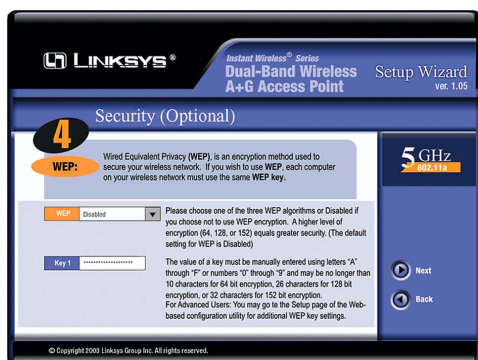 LINKSYS®
Instant Wireless® Series
Dual-Band Wireless
A+G Access Point
Setup Wizard
ver. 1.05
Security (Optional)
4
WEP:
Wired Equivalent Privacy (WEP), is an encryption method used to
secure your wireless network. If you wish to use WEP, each computer
on your wireless network must use the same WEP key.
5 GHz
802.11a
WEP Disabled
Please choose one of the three WEP algorithms or Disabled if
you choose not to use WEP encryption. A higher level of
encryption (64, 128, or 152) equals greater security. (The default
setting for WEP is Disabled)
Key 1 ********************
The value of a key must be manually entered using letters “A”
through “F” or numbers “0” through “9” and may be no longer than
10 characters for 64 bit encryption, 26 characters for 128 bit
encryption, or 32 characters for 152 bit encryption.
For Advanced Users: You may go to the Setup page of the Web-
based configuration utility for additional WEP key settings.
Next
Back
© Copyright 2003 Linksys Group Inc. All rights reserved.